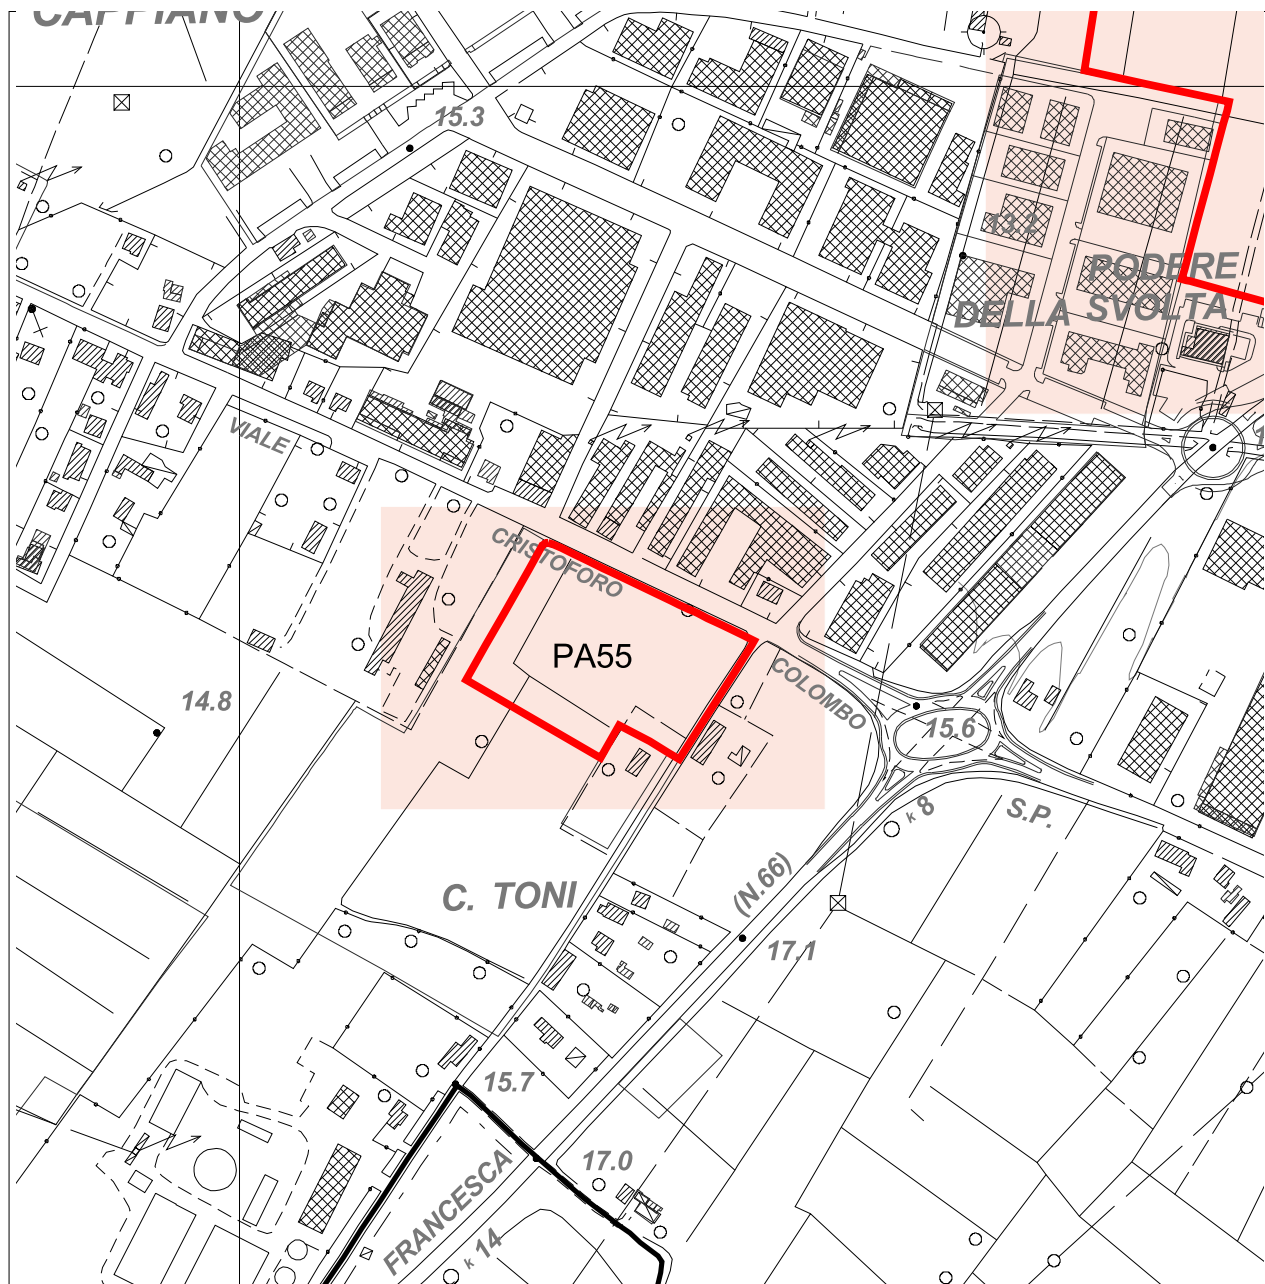 CAPPIANO
15.3
13.2
PODERE
DELLA SVOLTA
VIALE
CRISTOFORO
PA55
COLOMBO
14.8
15.6
k 8
S.P.
C. TONI
(N.66)
17.1
15.7
17.0
FRANCESCA
k 14